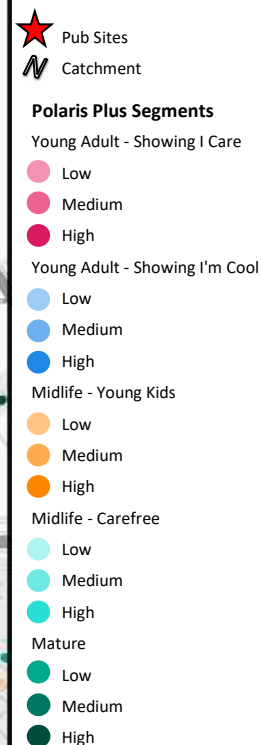 Pub Sites
Catchment
Polaris Plus Segments
Young Adult - Showing I Care
Low
Medium
High
Young Adult - Showing I'm Cool
Low
Medium
High
Midlife - Young Kids
Low
Medium
High
Midlife - Carefree
Low
Medium
High
Mature
Low
Medium
High